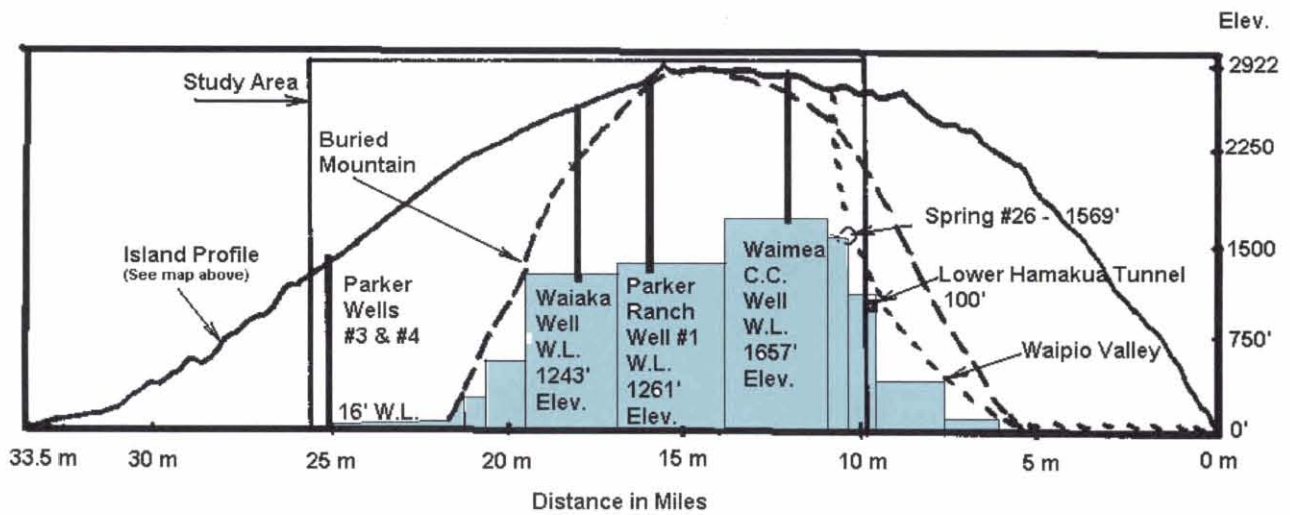 Elev.
2922
2250
1500
750'
0'
Study Area
Buried
Mountain
Island Profile
(See map above)
Parker
Wells
#3 & #4
16' W.L.
Waiaka
Well
W.L.
1243'
Elev.
Parker
Ranch
Well #1
W.L.
1261'
Elev.
Waimea
C.C.
Well
W.L.
1657'
Elev.
Spring #26 - 1569'
Lower Hamakua Tunnel
100'
Waipio Valley
33.5 m 30 m 25 m 20 m 15 m 10 m 5 m 0 m
Distance in Miles